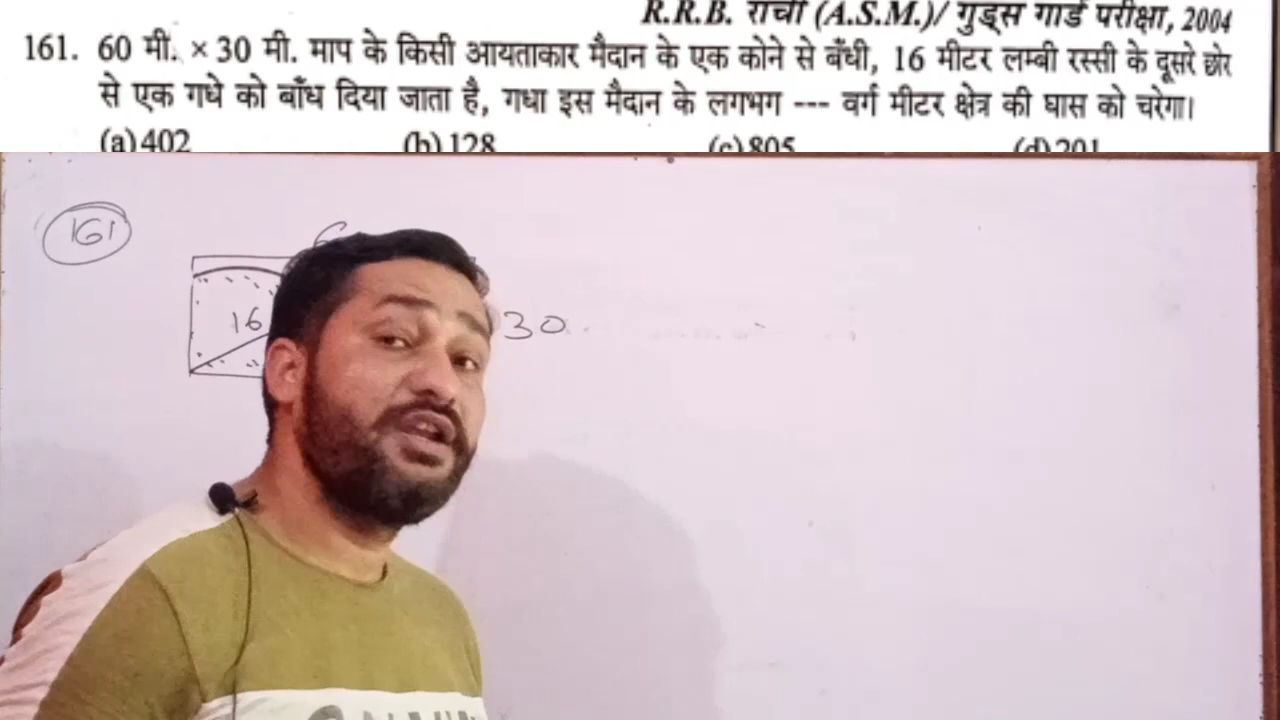 R.R.B. राँची (A.S.M.)/ गुड्स गार्ड परीक्षा, 2004
161. 60 मी. × 30 मी. माप के किसी आयताकार मैदान के एक कोने से बँधी, 16 मीटर लम्बी रस्सी के दूसरे छोर
से एक गधे को बाँध दिया जाता है, गधा इस मैदान के लगभग --- वर्ग मीटर क्षेत्र की घास को चरेगा।
(a) 402 (b) 128 (c) 805 (d) 201
161
16
30